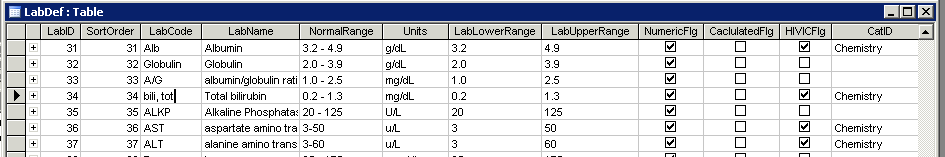 LabDef : Table
LabID SortOrder LabCode LabName NormalRange Units LabLowerRange LabUpperRange NumericFlg CaclulatedFlg HIVICFlg CatID
31 31 Alb Albumin 3.2 - 4.9 g/dL 3.2 4.9 Chemistry
32 32 Globulin Globulin 2.0 - 3.9 g/dL 2.0 3.9
33 33 A/G albumin/globulin rati 1.0 - 2.5 mg/dL 1.0 2.5
34 34 bili, tot Total bilirubin 0.2 - 1.3 mg/dL 0.2 1.3 Chemistry
35 35 ALKP Alkaline Phosphatas 20 - 125 U/L 20 125
36 36 AST aspartate amino tra 3-50 u/L 3 50 Chemistry
37 37 ALT alanine amino trans 3-60 u/L 3 60 Chemistry